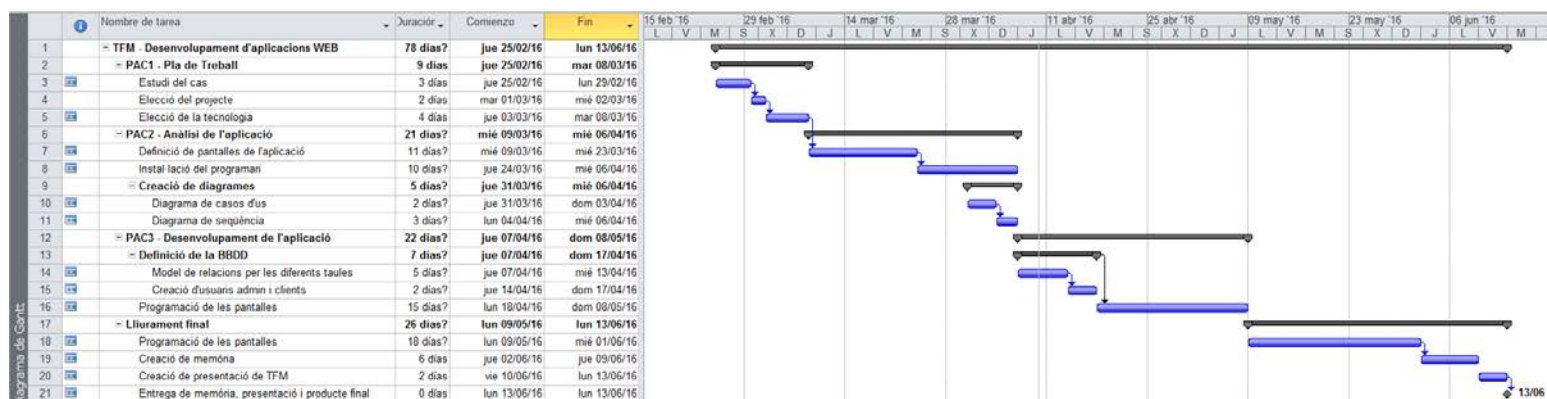 Nombre de tarea Duración Comienzo Fin 15 feb '16 29 feb '16 14 mar '16 28 mar '16 11 abr '16 25 abr '16 09 may '16 23 may '16 06 jun '16
L V M S X D J L V M S X D J L V M S X D J L V M S X D J L V M
1 TFM - Desenvolupament d'aplicacions WEB 78 días? jue 25/02/16 lun 13/06/16
2 PAC1 - Pla de Treball 9 días jue 25/02/16 mar 08/03/16
3 Estudi del cas 3 días jue 25/02/16 lun 29/02/16
4 Elecció del projecte 2 días mar 01/03/16 mié 02/03/16
5 Elecció de la tecnologia 4 días jue 03/03/16 mar 08/03/16
6 PAC2 - Anàlisi de l'aplicació 21 días? mié 09/03/16 mié 06/04/16
7 Definició de pantalles de l'aplicació 11 días? mié 09/03/16 mié 23/03/16
8 Instal·lació del programari 10 días? jue 24/03/16 mié 06/04/16
9 Creació de diagrames 5 días? jue 31/03/16 mié 06/04/16
10 Diagrama de casos d'us 2 días? jue 31/03/16 dom 03/04/16
11 Diagrama de seqüència 3 días? lun 04/04/16 mié 06/04/16
12 PAC3 - Desenvolupament de l'aplicació 22 días? jue 07/04/16 dom 08/05/16
13 Definició de la BBDD 7 días? jue 07/04/16 dom 17/04/16
14 Model de relacions per les diferents taules 5 días? jue 07/04/16 mié 13/04/16
15 Creació d'usuaris admin i clients 2 días? jue 14/04/16 dom 17/04/16
16 Programació de les pantalles 15 días? lun 18/04/16 dom 08/05/16
17 Lliurament final 26 días? lun 09/05/16 lun 13/06/16
18 Programació de les pantalles 18 días? lun 09/05/16 mié 01/06/16
19 Creació de memòria 6 días jue 02/06/16 jue 09/06/16
20 Creació de presentació de TFM 2 días vie 10/06/16 lun 13/06/16
21 Entrega de memòria, presentació i producte final 0 días lun 13/06/16 lun 13/06/16 13/06
agrama de Gantt